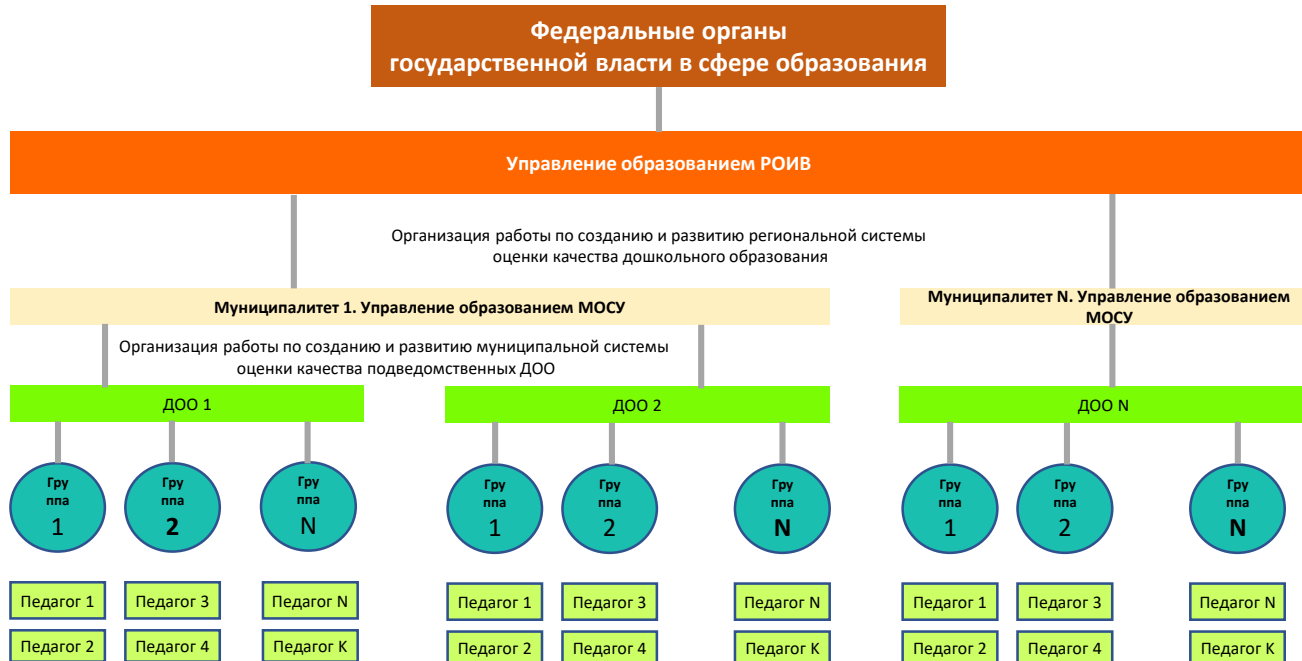 Федеральные органы
государственной власти в сфере образования
Управление образованием РОИВ
Организация работы по созданию и развитию региональной системы
оценки качества дошкольного образования
Муниципалитет 1. Управление образованием МОСУ
Муниципалитет N. Управление образованием
МОСУ
Организация работы по созданию и развитию муниципальной системы
оценки качества подведомственных ДОО
ДОО 1
ДОО 2
ДОО N
Гру
ппа
1
Гру
ппа
2
Гру
ппа
N
Гру
ппа
1
Гру
ппа
2
Гру
ппа
N
Гру
ппа
1
Гру
ппа
2
Гру
ппа
N
Педагог 1
Педагог 3
Педагог N
Педагог 1
Педагог 3
Педагог N
Педагог 1
Педагог 3
Педагог N
Педагог 2
Педагог 4
Педагог K
Педагог 2
Педагог 4
Педагог K
Педагог 2
Педагог 4
Педагог K